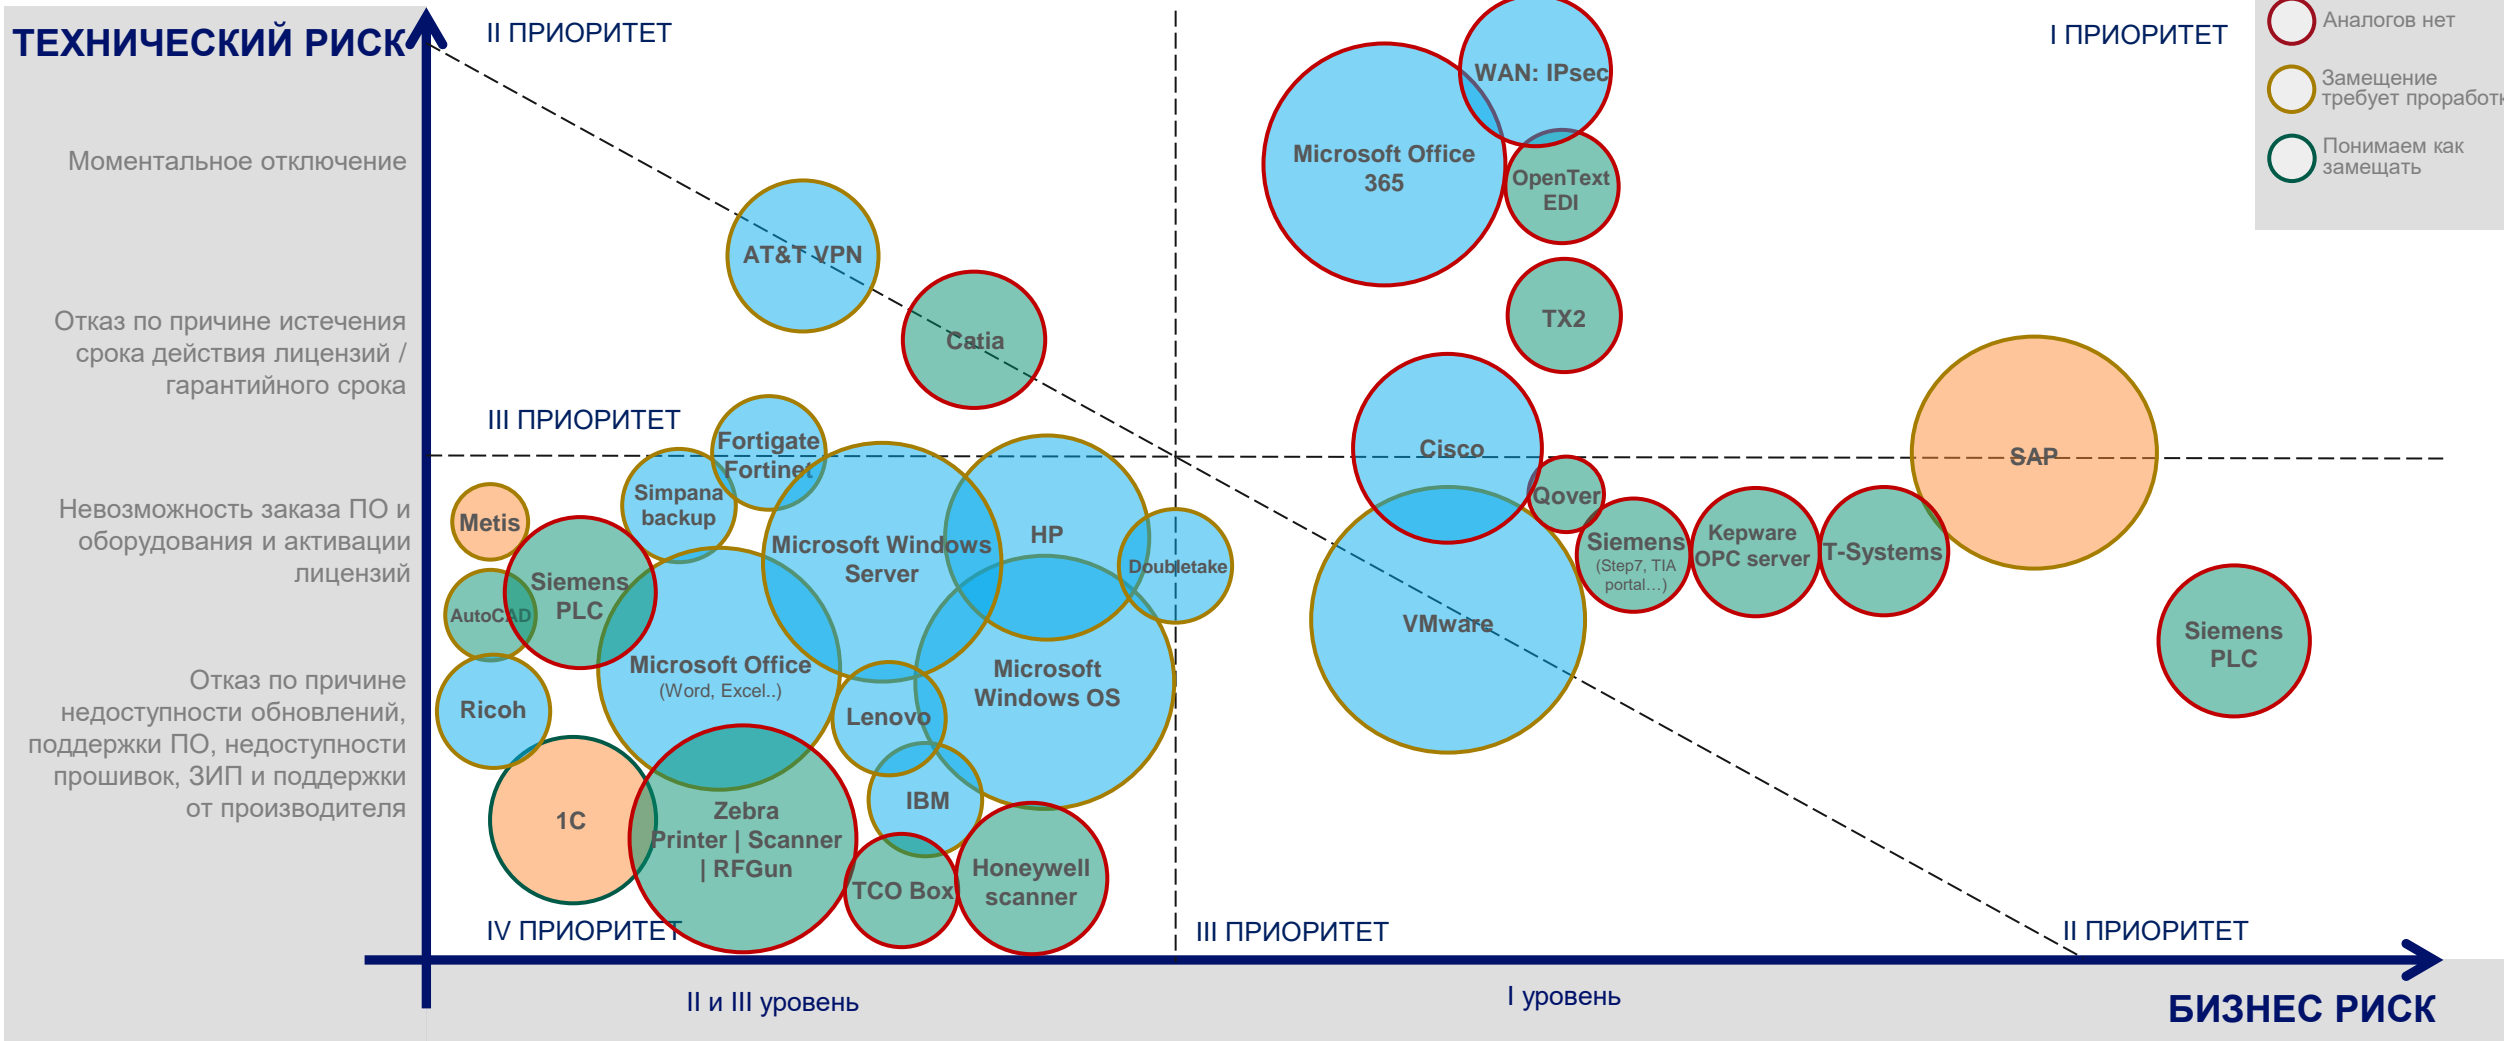 ТЕХНИЧЕСКИЙ РИСК
II ПРИОРИТЕТ
I ПРИОРИТЕТ
Аналогов нет
Замещение
требует проработк
Понимаем как
замещать
Моментальное отключение
Отказ по причине истечения
срока действия лицензий /
гарантийного срока
Невозможность заказа ПО и
оборудования и активации
лицензий
Отказ по причине
недоступности обновлений,
поддержки ПО, недоступности
прошивок, ЗИП и поддержки
от производителя
WAN: IPsec
Microsoft Office
365
OpenText
EDI
AT&T VPN
TX2
Catia
III ПРИОРИТЕТ
Fortigate
Fortinet
Cisco
SAP
Simpana
backup
Metis
Qover
HP
Microsoft Windows
Server
Doubletake
Siemens
(Step7, TIA
portal...)
Kepware
OPC server
T-Systems
Siemens
PLC
AutoCAD
VMware
Siemens
PLC
Microsoft Office
(Word, Excel..)
Microsoft
Windows OS
Ricoh
Lenovo
IBM
1C
Zebra
Printer | Scanner
| RFGun
TCO Box
Honeywell
scanner
IV ПРИОРИТЕТ
III ПРИОРИТЕТ
II ПРИОРИТЕТ
II и III уровень
I уровень
БИЗНЕС РИСК